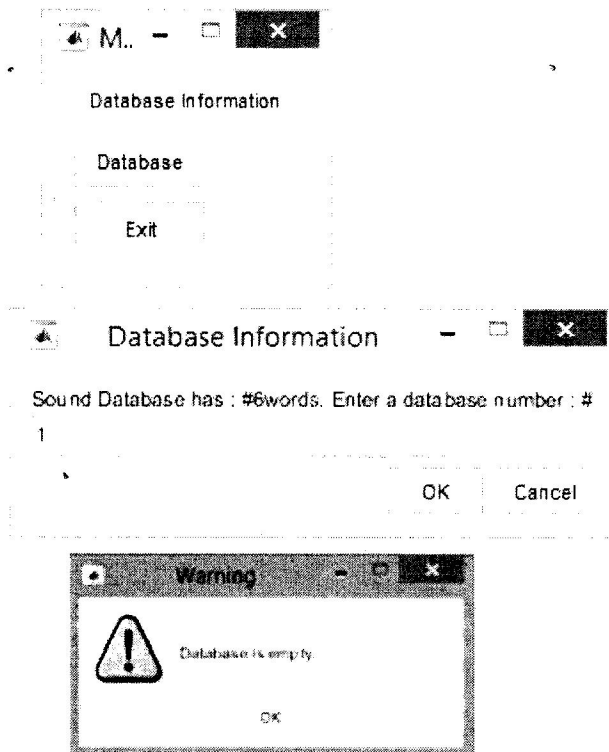 M..
Database Information
Database
Exit
Database Information
Sound Database has : #6words. Enter a database number : #
1
OK Cancel
Warning
Database is empty.
OK